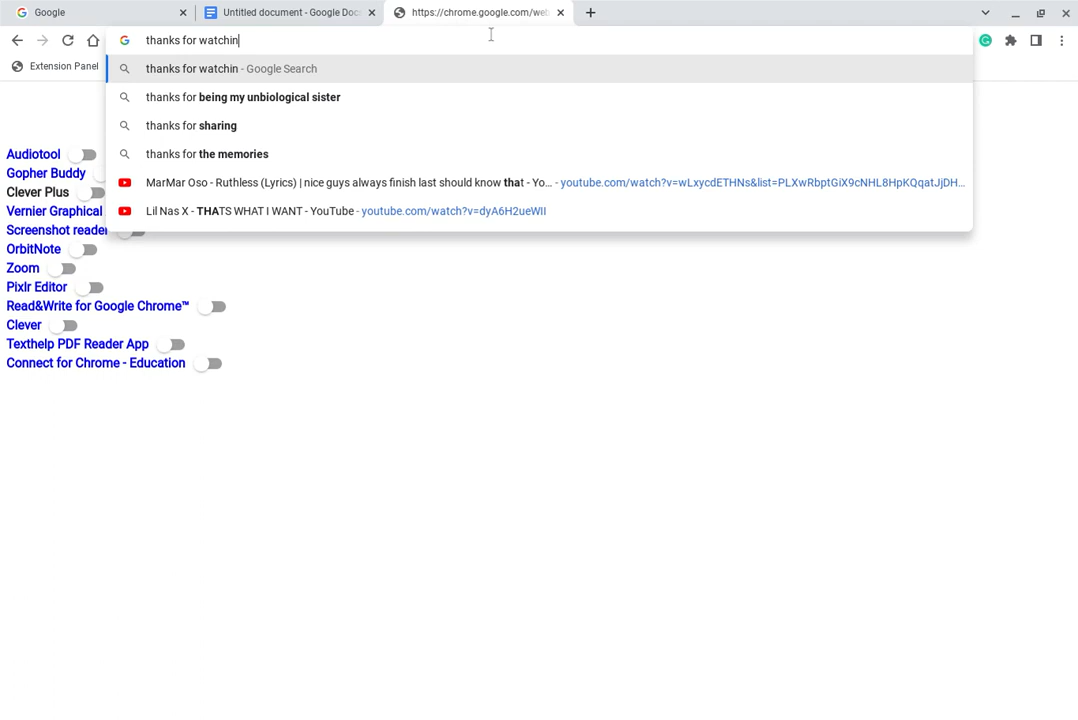 Google
Untitled document - Google Doc
https://chrome.google.com/web
thanks for watchin
Extension Panel
thanks for watchin - Google Search
thanks for being my unbiological sister
thanks for sharing
thanks for the memories
MarMar Oso - Ruthless (Lyrics) | nice guys always finish last should know that - Yo… - youtube.com/watch?v=wLxycdETHNs&list=PLXwRbptGiX9cNHL8HpKQqatJjDH…
Lil Nas X - THATS WHAT I WANT - YouTube - youtube.com/watch?v=dyA6H2ueWII
Audiotool
Gopher Buddy
Clever Plus
Vernier Graphical
Screenshot reader
OrbitNote
Zoom
Pixlr Editor
Read&Write for Google Chrome™
Clever
Texthelp PDF Reader App
Connect for Chrome - Education